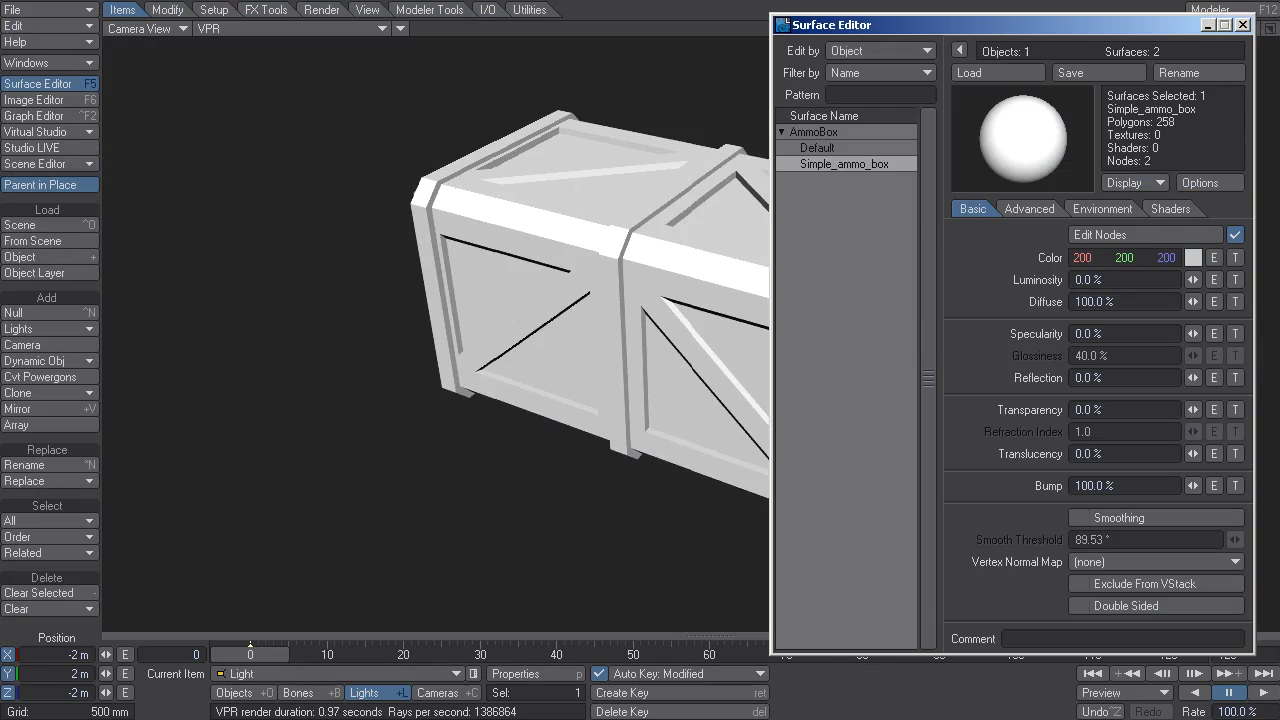 File
Edit
Help
Windows
Surface Editor F5
Image Editor F6
Graph Editor ^F2
Virtual Studio
Studio LIVE
Scene Editor
Parent in Place
Load
Scene ^O
From Scene
Object +
Object Layer
Add
Null ^N
Lights
Camera
Dynamic Obj
Cvt Powergons
Clone
Mirror +V
Array
Replace
Rename ^N
Replace
Select
All
Order
Related
Delete
Clear Selected -
Clear
Items Modify Setup FX Tools Render View Modeler Tools I/O Utilities
Modeler F12
Camera View VPR
Surface Editor
Edit by Object
Filter by Name
Pattern
Surface Name
AmmoBox
Default
Simple_ammo_box
Objects: 1 Surfaces: 2
Load Save Rename
Surfaces Selected: 1
Simple_ammo_box
Polygons: 258
Textures: 0
Shaders: 0
Nodes: 2
Display Options
Basic Advanced Environment Shaders
Edit Nodes
Color 200 200 200 E T
Luminosity 0.0 % E T
Diffuse 100.0 % E T
Specularity 0.0 % E T
Glossiness 40.0 % E T
Reflection 0.0 % E T
Transparency 0.0 % E T
Refraction Index 1.0 E T
Translucency 0.0 % E T
Bump 100.0 % E T
Smoothing
Smooth Threshold 89.53 °
Vertex Normal Map (none)
Exclude From VStack
Double Sided
Comment
Position
X -2 m E
Y 2 m E
Z -2 m E
Grid: 500 mm
0 0 10 20 30 40 50 60
Current Item Light Properties p Auto Key: Modified
Objects +O Bones +B Lights +L Cameras +C Sel: 1 Create Key ret
VPR render duration: 0.97 seconds Rays per second: 1386864 Delete Key del
Preview
Undo ^Z Redo Rate 100.0 %